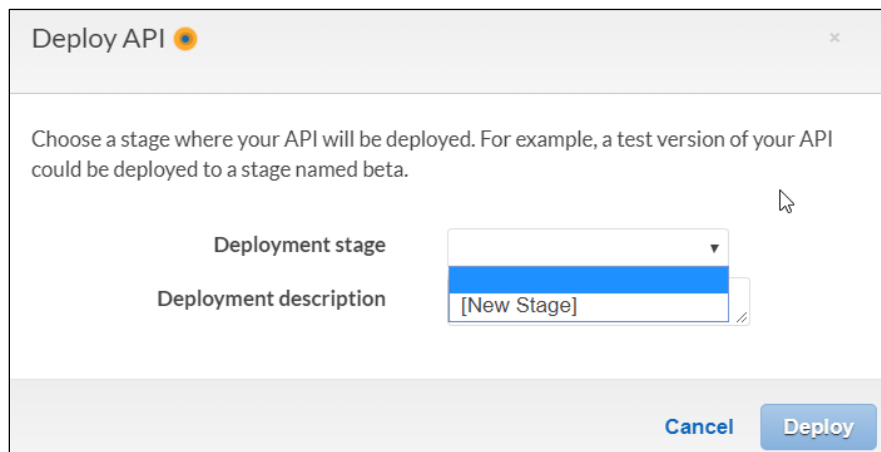 Deploy API
Choose a stage where your API will be deployed. For example, a test version of your API
could be deployed to a stage named beta.
Deployment stage
Deployment description
[New Stage]
Cancel
Deploy